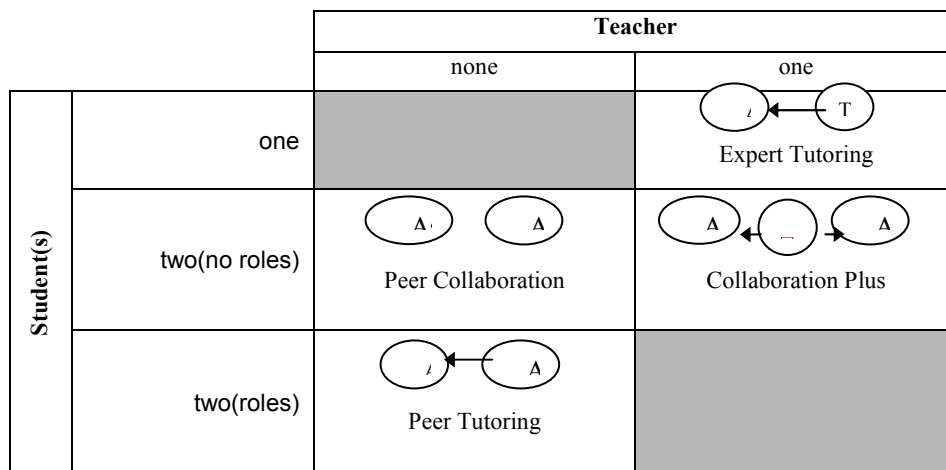 Teacher
none one
one
T
Expert Tutoring
two(no roles)
Peer Collaboration Collaboration Plus
Student(s)
two(roles)
Peer Tutoring